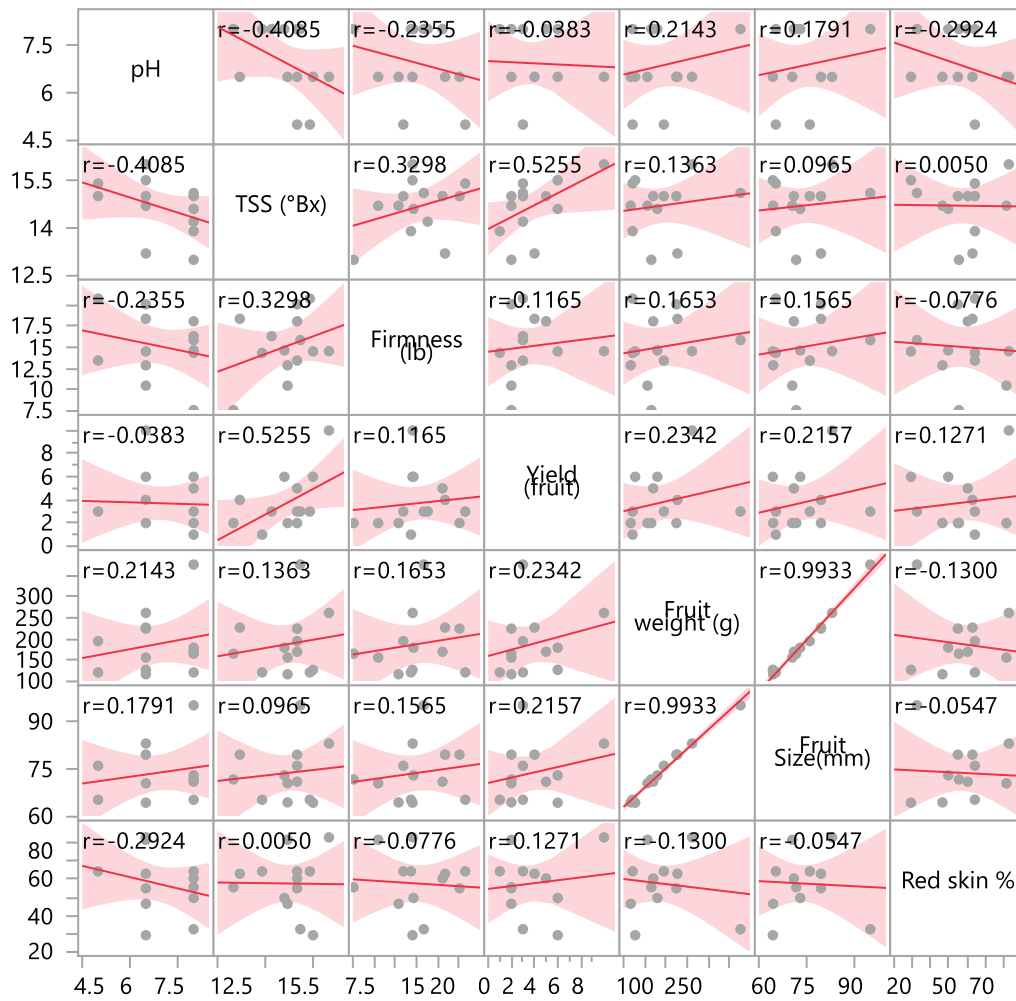 7.5
6
4.5
pH
r=-0.4085
r=-0.2355
r=-0.0383
r=0.2143
r=0.1791
r=-0.2924
15.5
14
12.5
r=-0.4085
TSS (°Bx)
r=0.3298
r=0.5255
r=0.1363
r=0.0965
r=0.0050
17.5
15
12.5
10
7.5
r=-0.2355
r=0.3298
Firmness
(lb)
r=0.1165
r=0.1653
r=0.1565
r=-0.0776
8
6
4
2
0
r=-0.0383
r=0.5255
r=0.1165
Yield
(fruit)
r=0.2342
r=0.2157
r=0.1271
300
250
200
150
100
r=0.2143
r=0.1363
r=0.1653
r=0.2342
Fruit
weight (g)
r=0.9933
r=-0.1300
90
75
60
r=0.1791
r=0.0965
r=0.1565
r=0.2157
r=0.9933
Fruit
Size(mm)
r=-0.0547
80
60
40
20
r=-0.2924
r=0.0050
r=-0.0776
r=0.1271
r=-0.1300
r=-0.0547
Red skin %
4.5 6 7.5 12.5 15.5 7.5 15 20 0 2 4 6 8 100 250 60 75 90 20 50 70